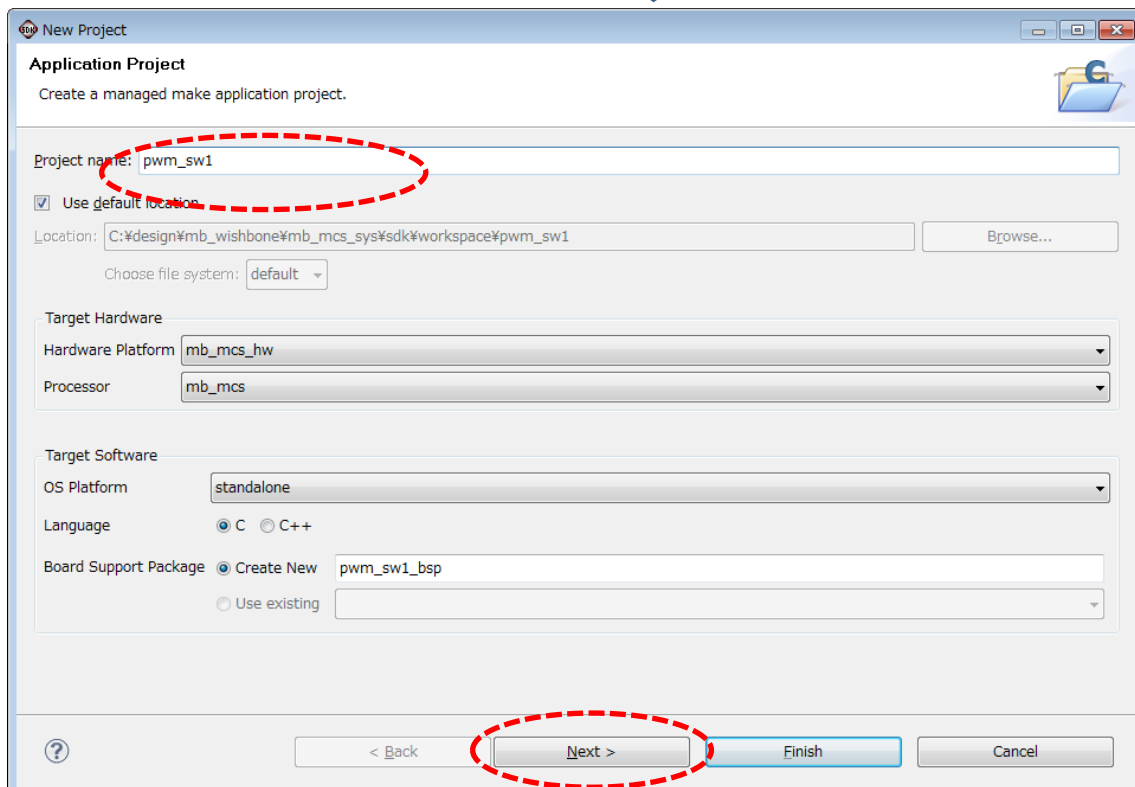 SDK New Project
Application Project
Create a managed make application project.
C
Project name: pwm_sw1
Use default location
Location: C:¥design¥mb_wishbone¥mb_mcs_sys¥sdk¥workspace¥pwm_sw1 Browse...
Choose file system: default
Target Hardware
Hardware Platform mb_mcs_hw
Processor mb_mcs
Target Software
OS Platform standalone
Language C C++
Board Support Package Create New pwm_sw1_bsp
Use existing
? < Back Next > Finish Cancel